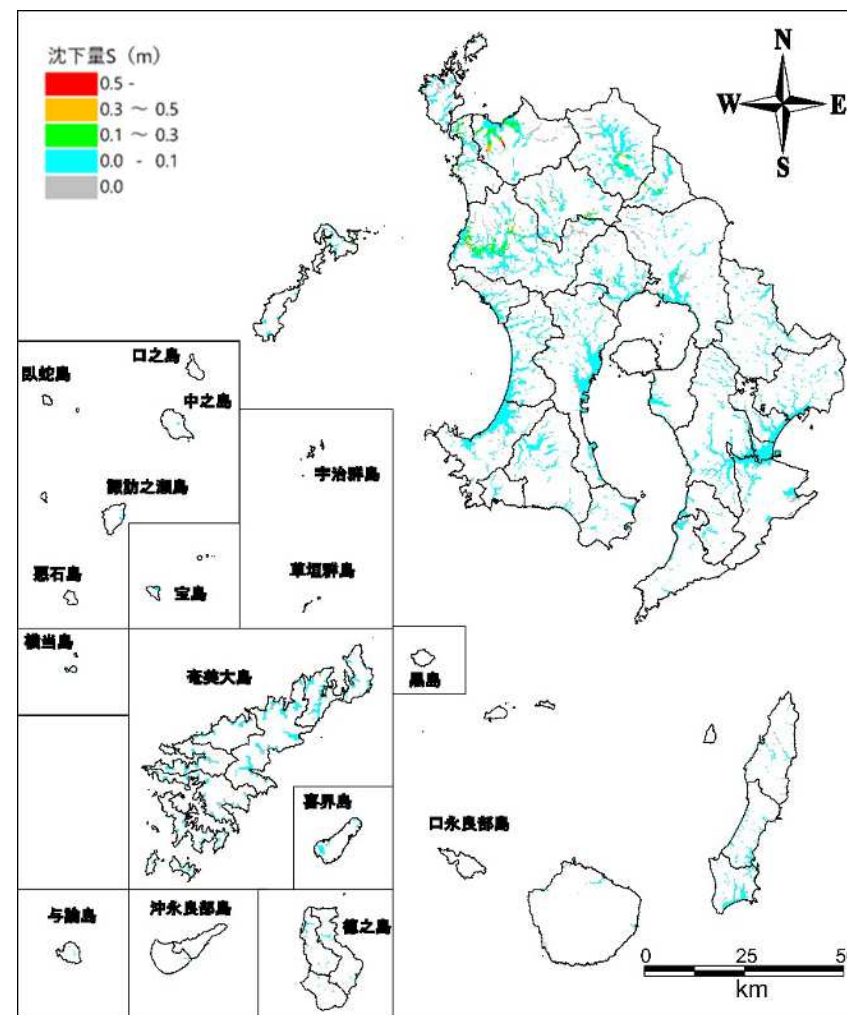 沈下量S（m）
0.5 -
0.3 ～ 0.5
0.1 ～ 0.3
0.0 - 0.1
0.0
N
W E
S
口之島
臥蛇島
中之島
宇治群島
諏訪之瀬島
悪石島
宝島
草垣群島
横当島
奄美大島
黒島
喜界島
口永良部島
与論島
沖永良部島
徳之島
0 25 50
km